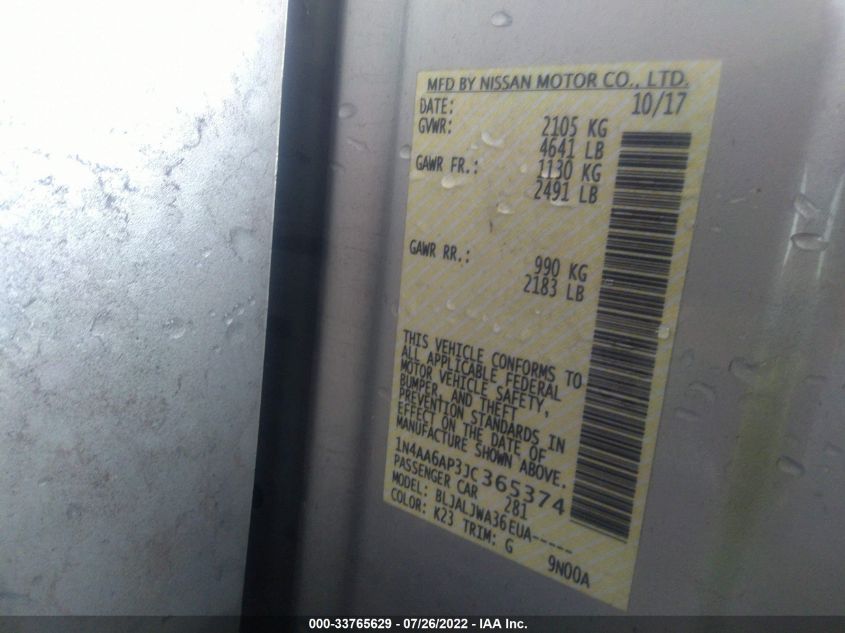 MFD BY NISSAN MOTOR CO., LTD.
DATE: 10/17
GVWR: 2105 KG
4641 LB
GAWR FR.: 1130 KG
2491 LB
GAWR RR.: 990 KG
2183 LB
THIS VEHICLE CONFORMS TO
ALL APPLICABLE FEDERAL
MOTOR VEHICLE SAFETY,
BUMPER, AND THEFT
PREVENTION STANDARDS IN
EFFECT ON THE DATE OF
MANUFACTURE SHOWN ABOVE.
1N4AA6AP3JC365374
PASSENGER CAR 281
MODEL: BLJALJWA36EUA-----
COLOR: K23 TRIM: G 9N00A
000-33765629 - 07/26/2022 - IAA Inc.